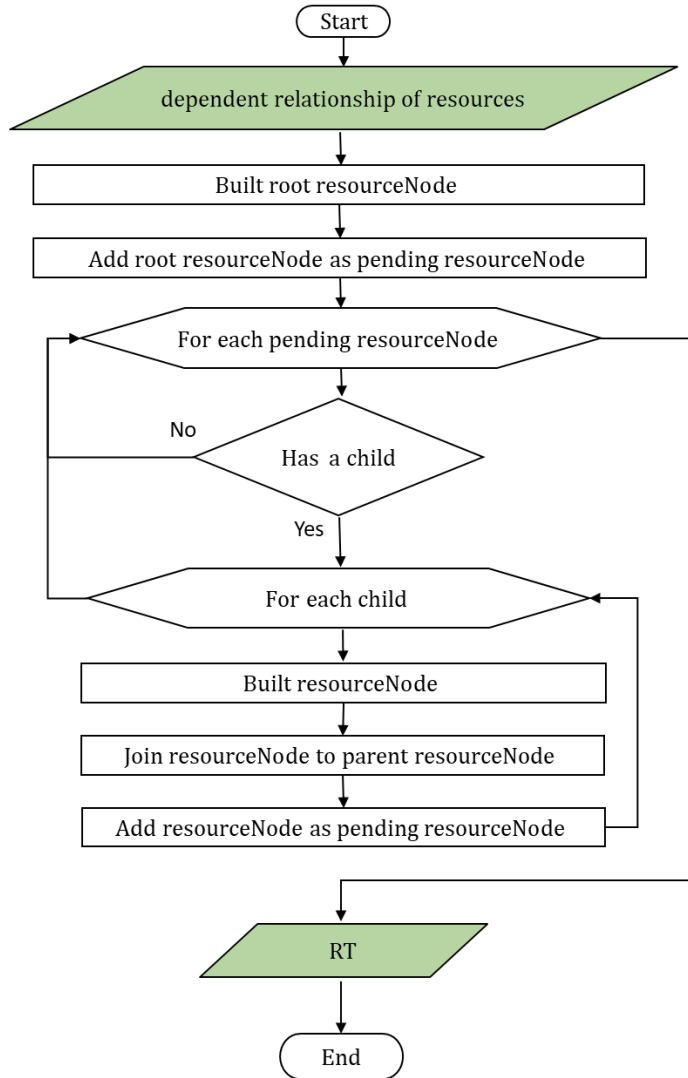 Start
dependent relationship of resources
Built root resourceNode
Add root resourceNode as pending resourceNode
For each pending resourceNode
No
Has a child
Yes
For each child
Built resourceNode
Join resourceNode to parent resourceNode
Add resourceNode as pending resourceNode
RT
End